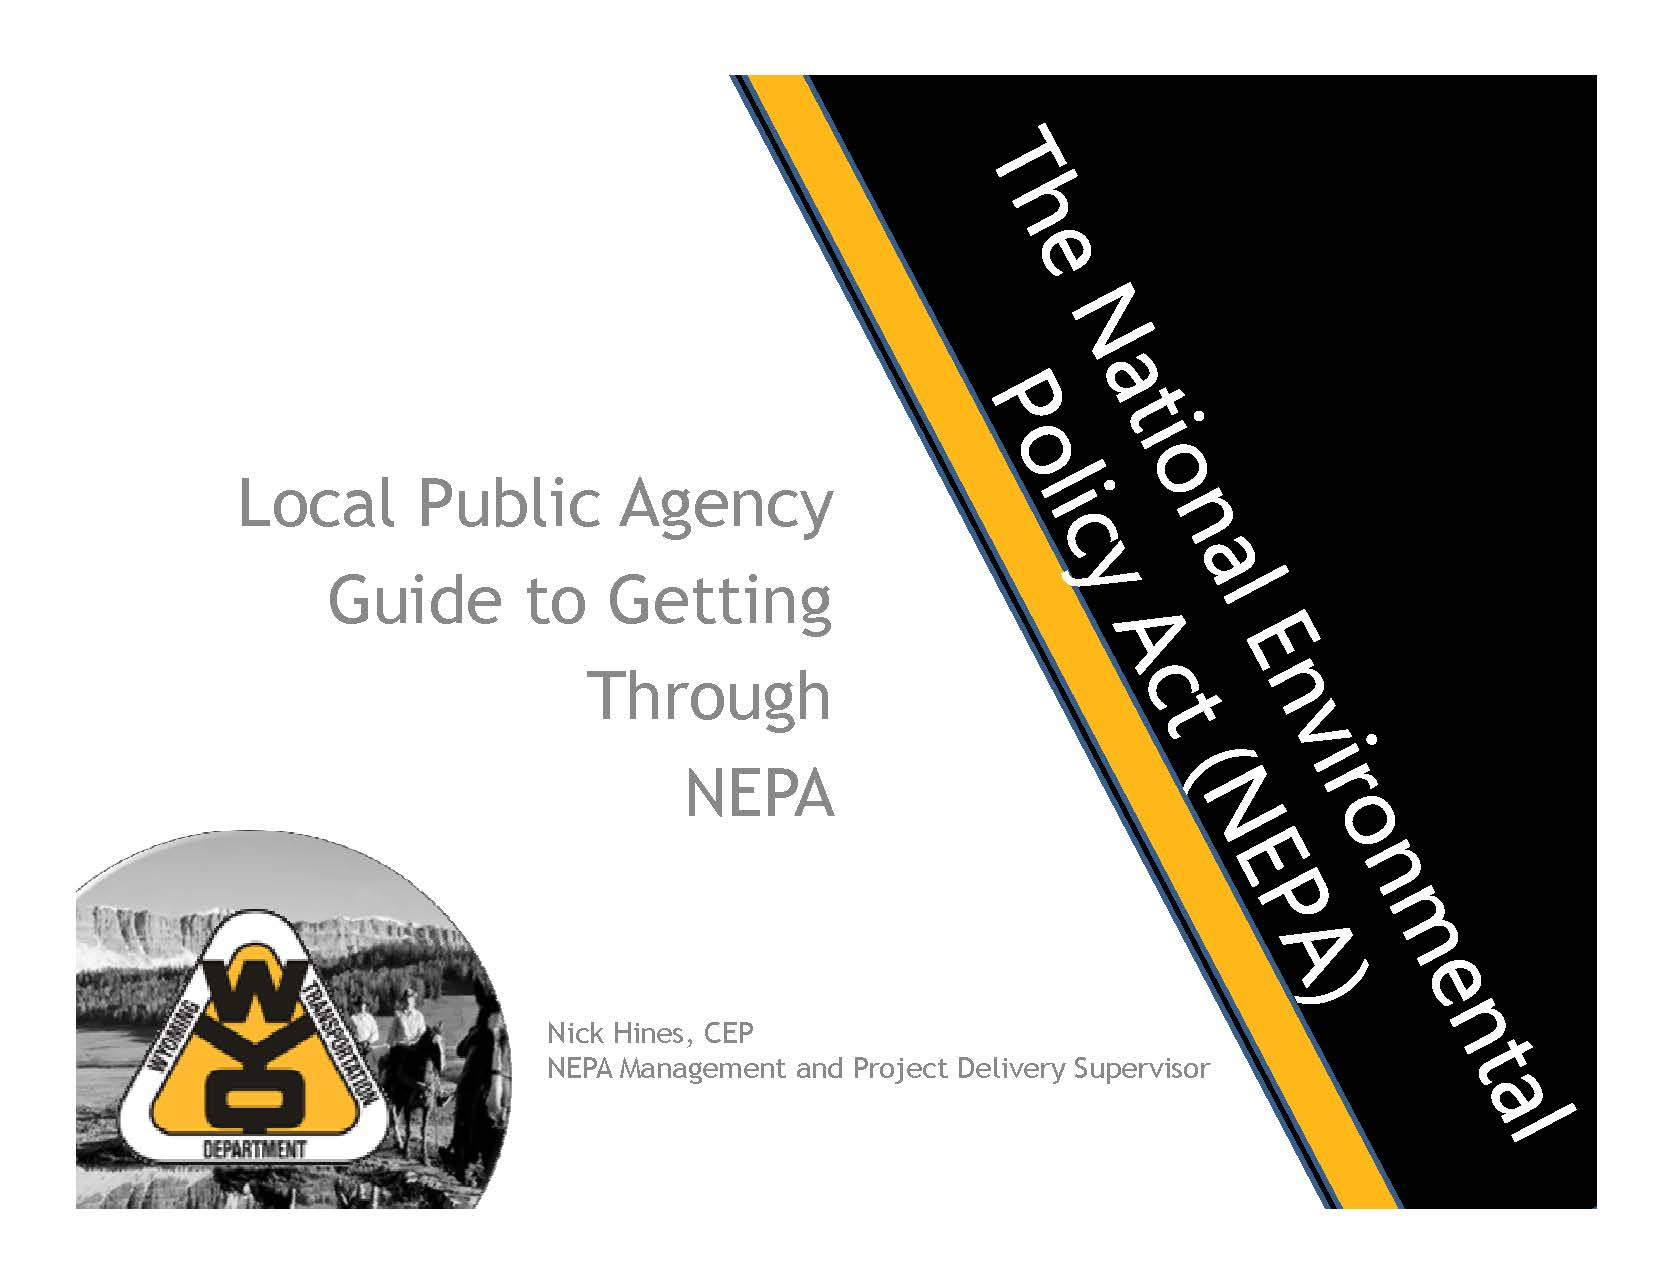 The National Environmental
Policy Act (NEPA)
Local Public Agency
Guide to Getting
Through
NEPA
WYO
WYOMING
TRANSPORTATION
DEPARTMENT
Nick Hines, CEP
NEPA Management and Project Delivery Supervisor